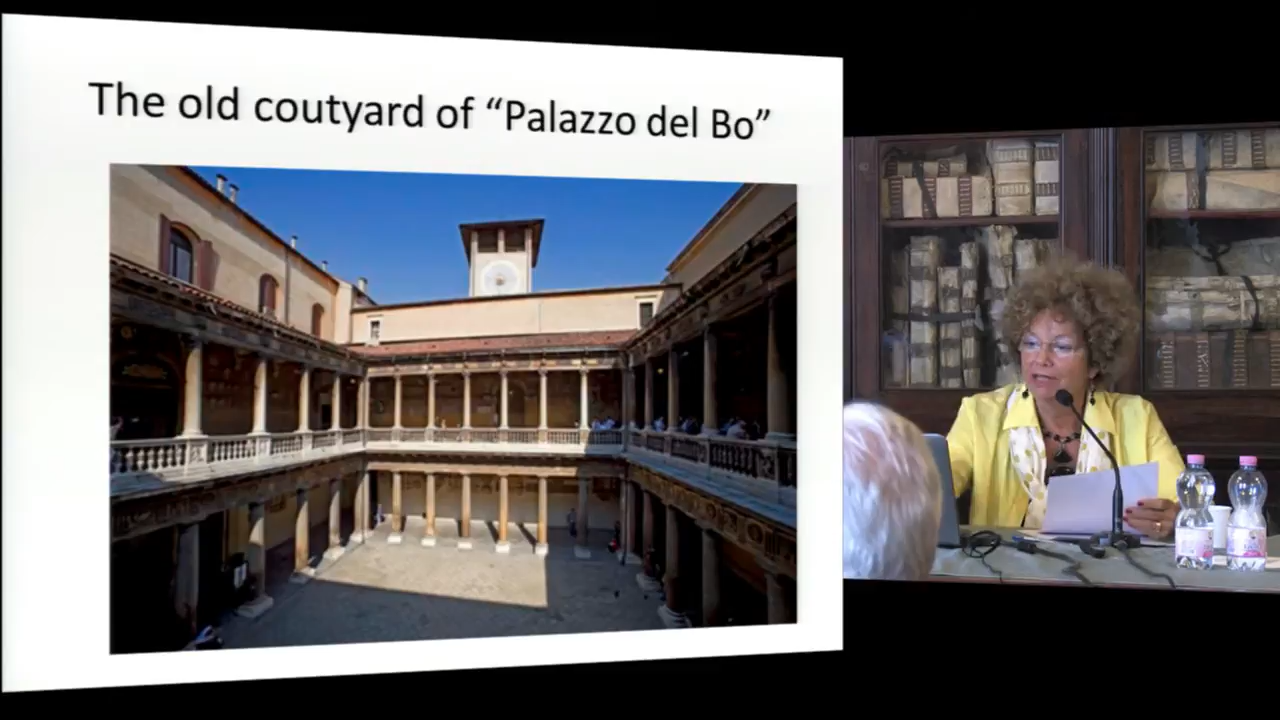 The old coutyard of “Palazzo del Bo”